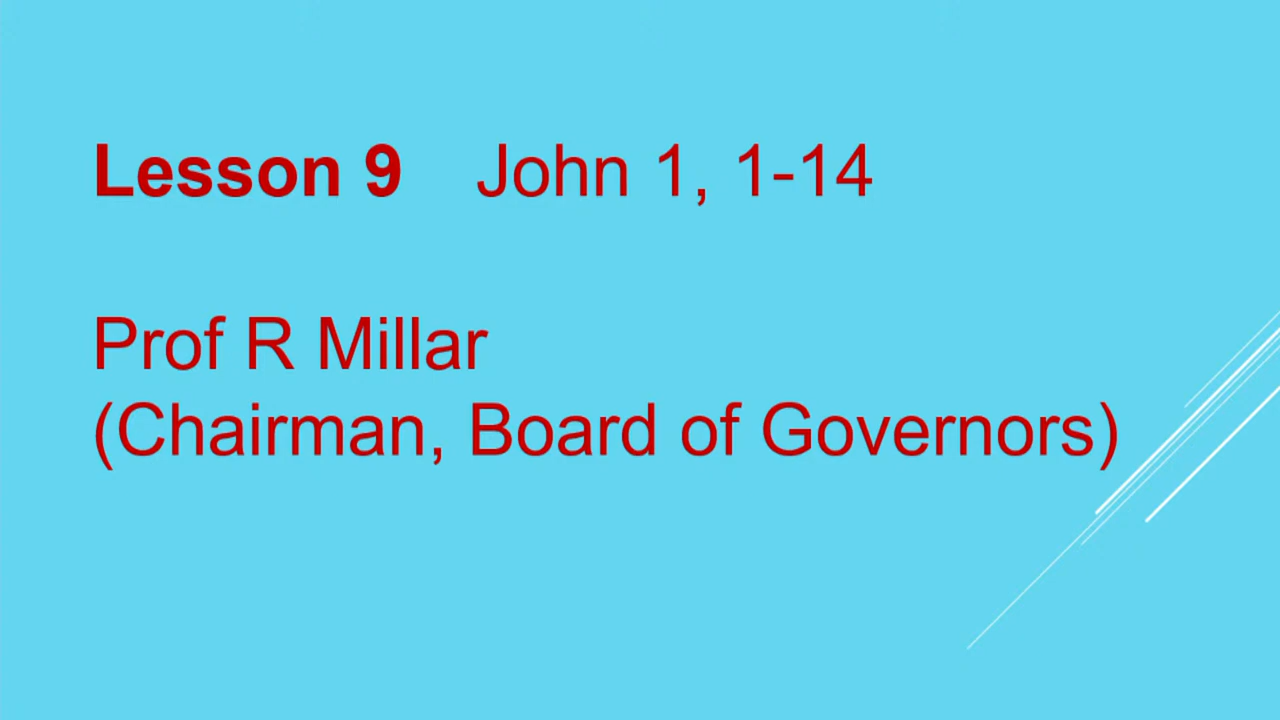 Lesson 9 John 1, 1-14
Prof R Millar
(Chairman, Board of Governors)